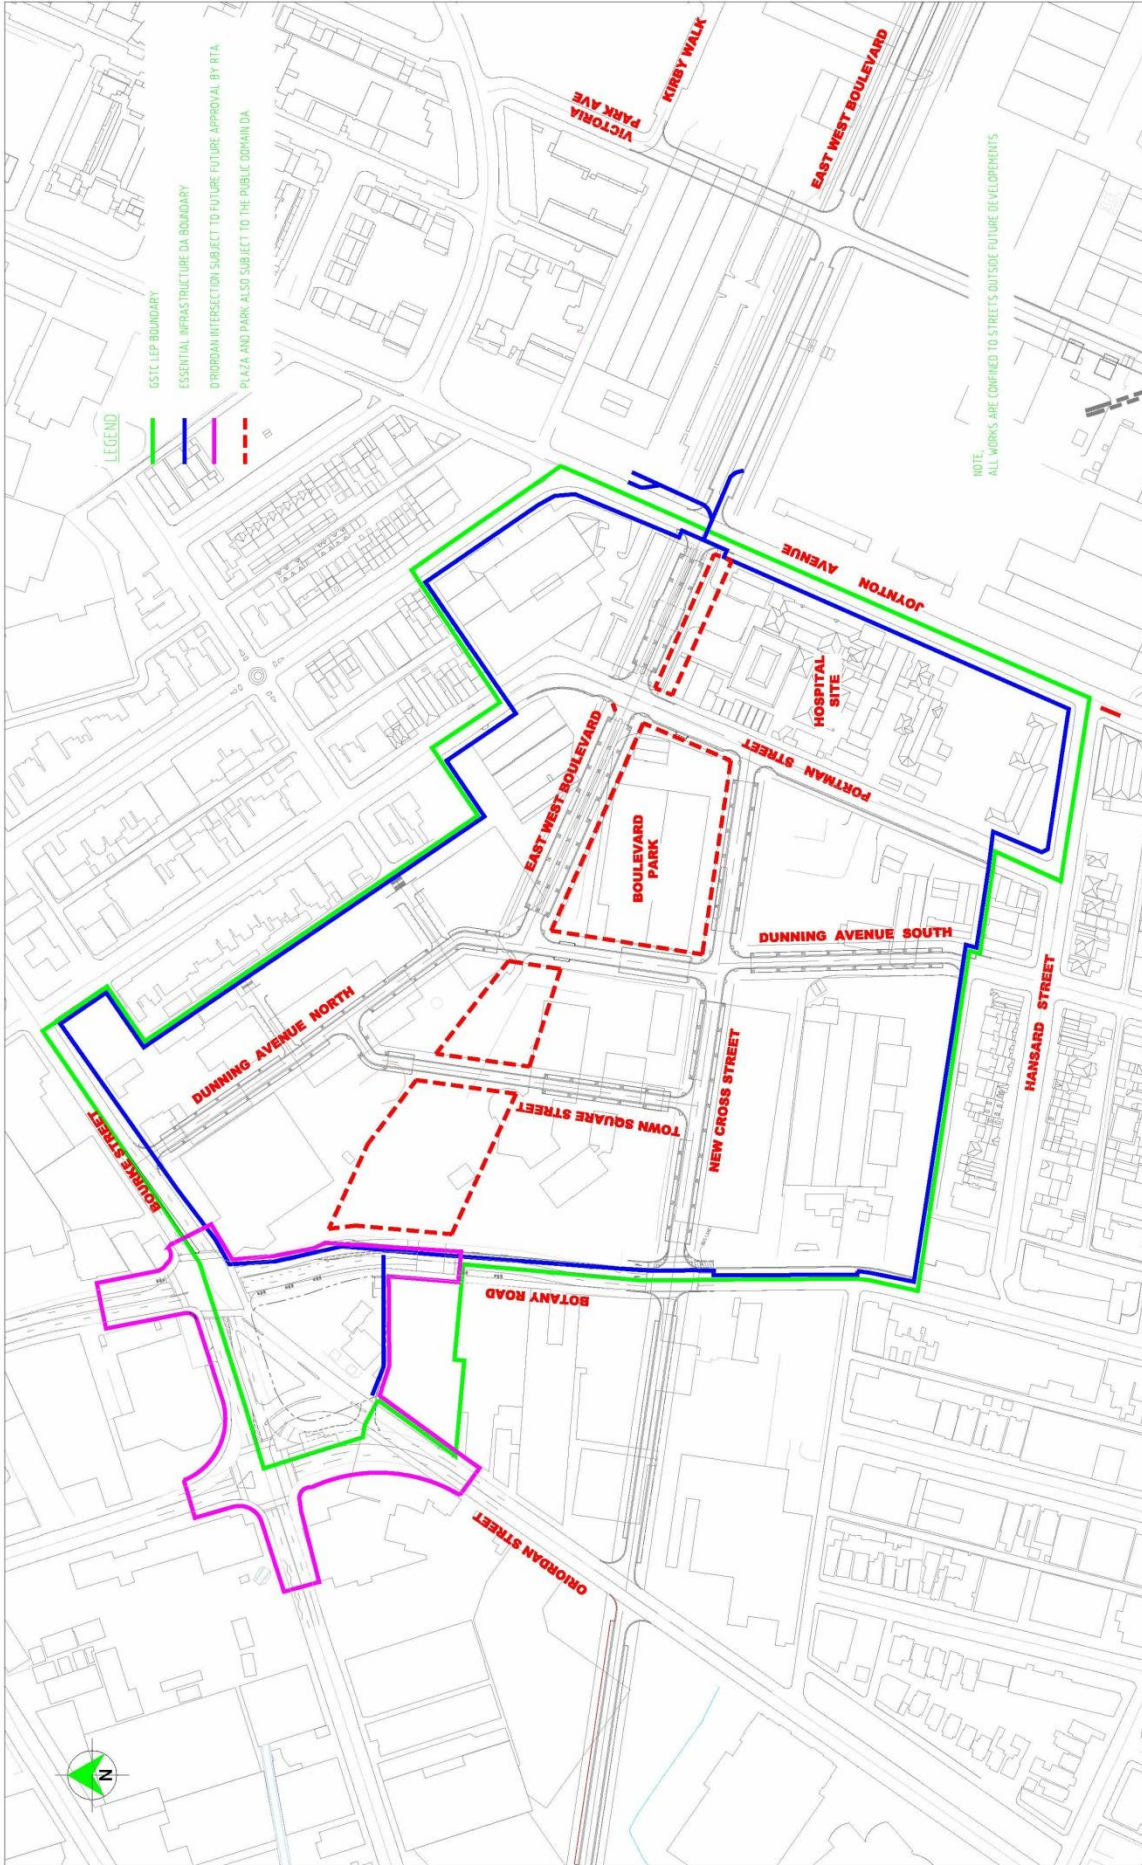 LEGEND
GSTC LEP BOUNDARY
ESSENTIAL INFRASTRUCTURE DA BOUNDARY
O'RIORDAN INTERSECTION SUBJECT TO FUTURE FUTURE APPROVAL BY RTA
PLAZA AND PARK ALSO SUBJECT TO THE PUBLIC DOMAIN DA
VICTORIA
PARK AVE
KIRBY WALK
EAST WEST BOULEVARD
NOTE,
ALL WORKS ARE CONFINED TO STREETS OUTSIDE FUTURE DEVELOPEMENTS
JOYNTON AVENUE
HOSPITAL
SITE
PORTMAN STREET
EAST WEST BOULEVARD
BOULEVARD
PARK
DUNNING AVENUE SOUTH
HANSARD STREET
DUNNING AVENUE NORTH
NEW CROSS STREET
TOWN SQUARE STREET
BOURKE STREET
BOTANY ROAD
ORIORDAN STREET
N